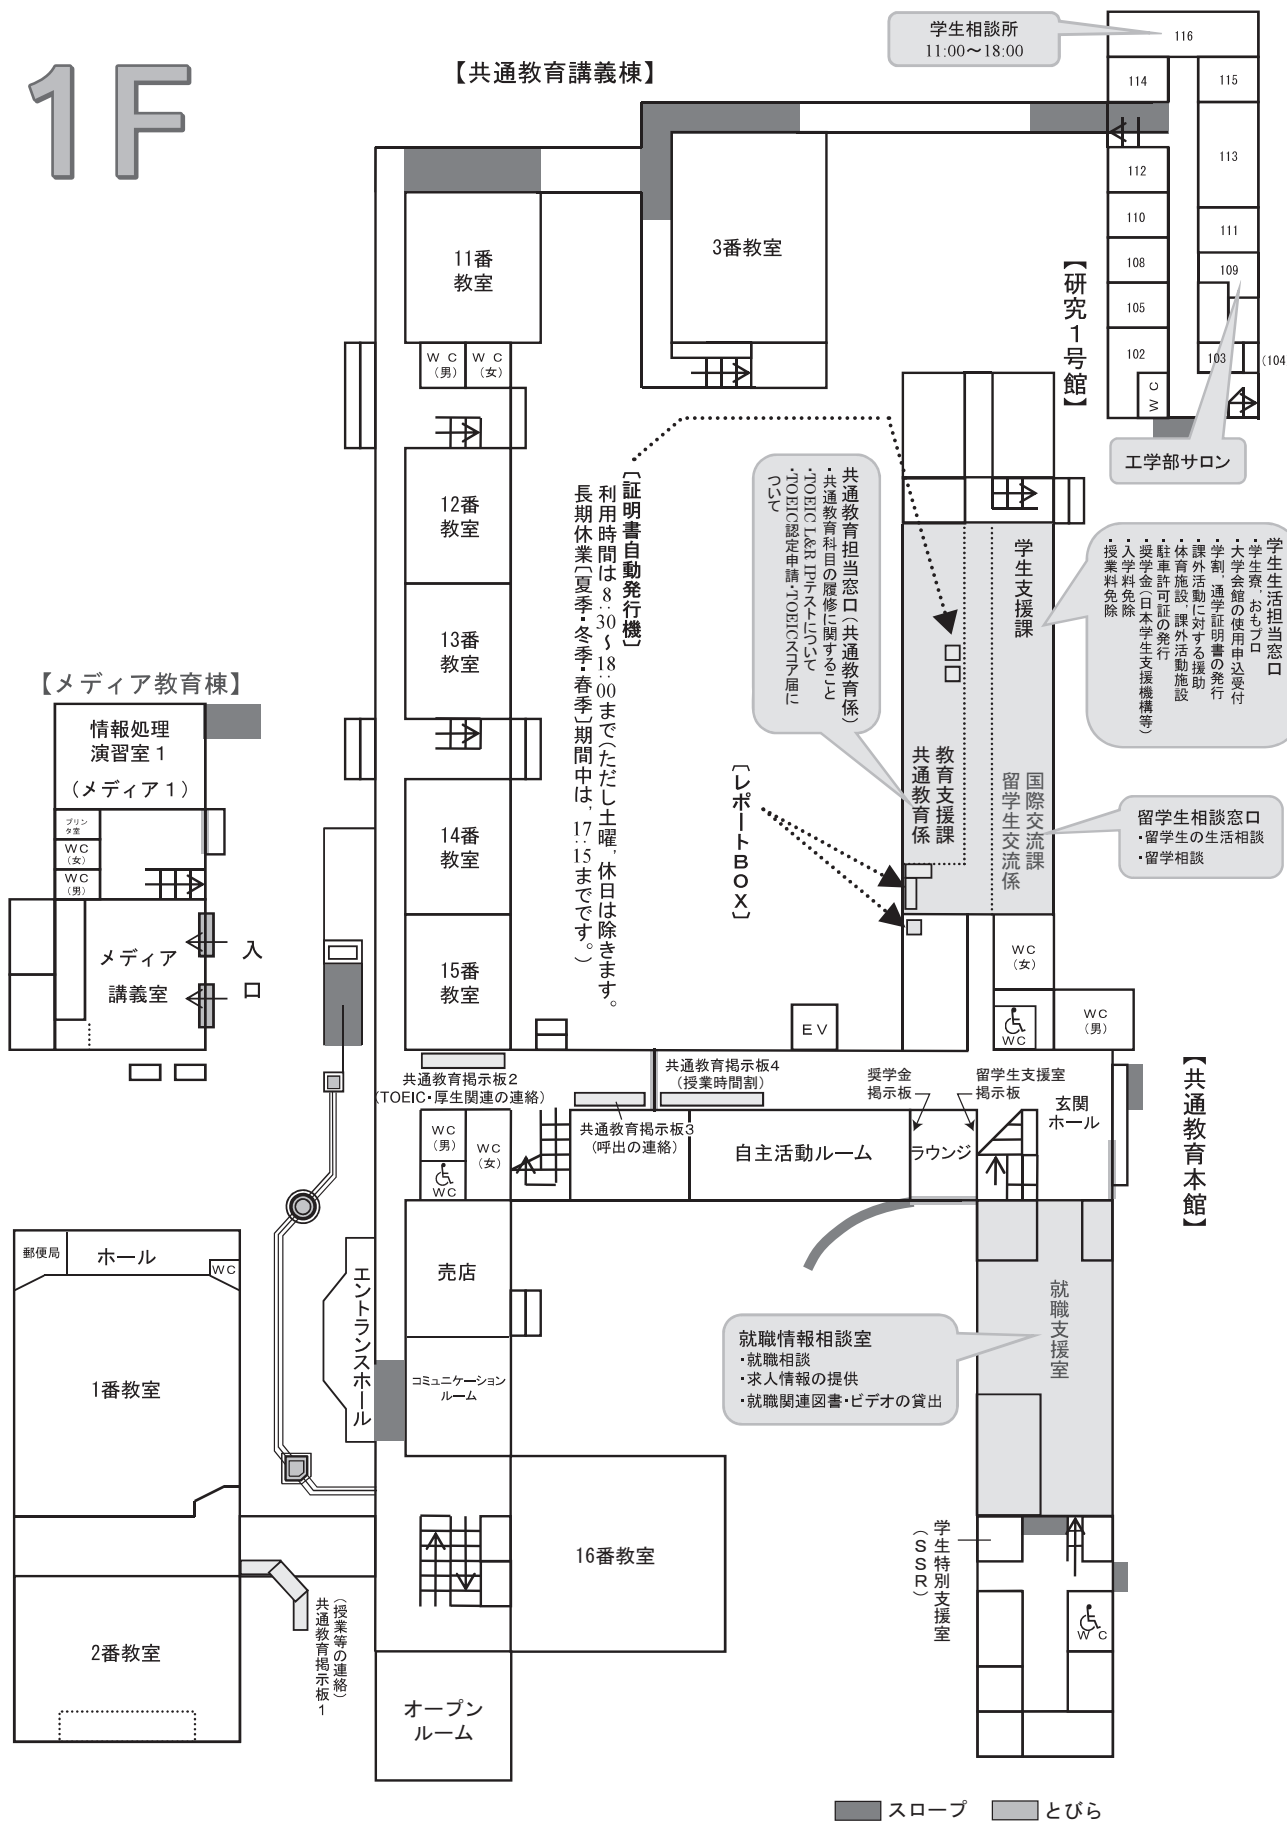 1F
【共通教育講義棟】
学生相談所
11:00～18:00
116
114
115
113
112
110
111
108
109
105
102
103
(104
WC
【研究1号館】
工学部サロン
3番教室
11番
教室
WC
(男)
WC
(女)
12番
教室
13番
教室
14番
教室
15番
教室
〔証明書自動発行機〕
利用時間は8:30～18:00まで（ただし土曜，休日は除きます。
長期休業〔夏季・冬季・春季〕期間中は，17:15までです。）
共通教育担当窓口（共通教育係）
・共通教育科目の履修に関すること
・TOEIC L&R IPテストについて
・TOEIC認定申請・TOEICスコア届に
ついて
学生支援課
学生生活担当窓口
・学生寮，おもプロ
・大学会館の使用申込受付
・学割，通学証明書の発行
・課外活動に対する援助
・体育施設，課外活動施設
・駐車許可証の発行
・奨学金（日本学生支援機構等）
・入学料免除
・授業料免除
教育支援課
共通教育係
国際交流課
留学生交流係
留学生相談窓口
・留学生の生活相談
・留学相談
〔レポートBOX〕
【メディア教育棟】
情報処理
演習室1
(メディア1)
プリン
タ室
WC
(女)
WC
(男)
メディア
講義室
入
口
EV
WC
(女)
WC
WC
(男)
共通教育掲示板2
(TOEIC・厚生関連の連絡)
共通教育掲示板4
(授業時間割)
共通教育掲示板3
(呼出の連絡)
奨学金
掲示板
留学生支援室
掲示板
玄関
ホール
【共通教育本館】
WC
(男)
WC
(女)
WC
自主活動ルーム
ラウンジ
売店
コミュニケーション
ルーム
エントランスホール
郵便局
ホール
WC
1番教室
2番教室
共通教育掲示板1
(授業等の連絡)
16番教室
オープン
ルーム
就職支援室
就職情報相談室
・就職相談
・求人情報の提供
・就職関連図書・ビデオの貸出
学生特別支援室
(SSR)
WC
スロープ
とびら